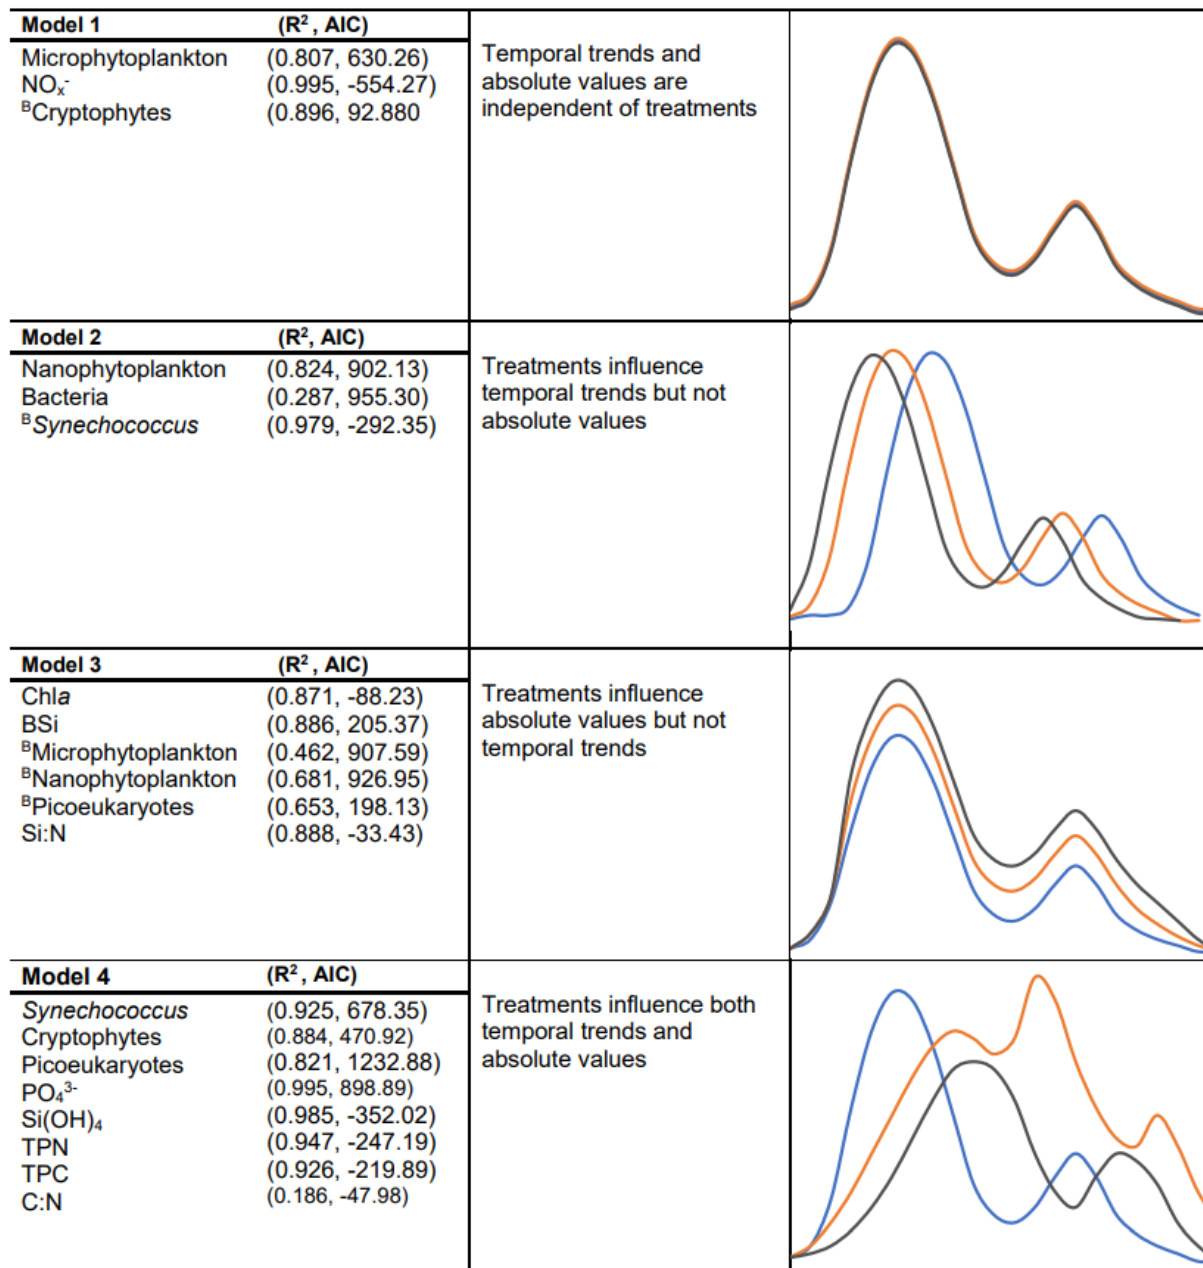 Model 1 (R², AIC)
Microphytoplankton (0.807, 630.26)
NOₓ⁻ (0.995, -554.27)
ᴮCryptophytes (0.896, 92.880
Temporal trends and
absolute values are
independent of treatments
Model 2 (R², AIC)
Nanophytoplankton (0.824, 902.13)
Bacteria (0.287, 955.30)
ᴮSynechococcus (0.979, -292.35)
Treatments influence
temporal trends but not
absolute values
Model 3 (R², AIC)
Chla (0.871, -88.23)
BSi (0.886, 205.37)
ᴮMicrophytoplankton (0.462, 907.59)
ᴮNanophytoplankton (0.681, 926.95)
ᴮPicoeukaryotes (0.653, 198.13)
Si:N (0.888, -33.43)
Treatments influence
absolute values but not
temporal trends
Model 4 (R², AIC)
Synechococcus (0.925, 678.35)
Cryptophytes (0.884, 470.92)
Picoeukaryotes (0.821, 1232.88)
PO₄³⁻ (0.995, 898.89)
Si(OH)₄ (0.985, -352.02)
TPN (0.947, -247.19)
TPC (0.926, -219.89)
C:N (0.186, -47.98)
Treatments influence both
temporal trends and
absolute values